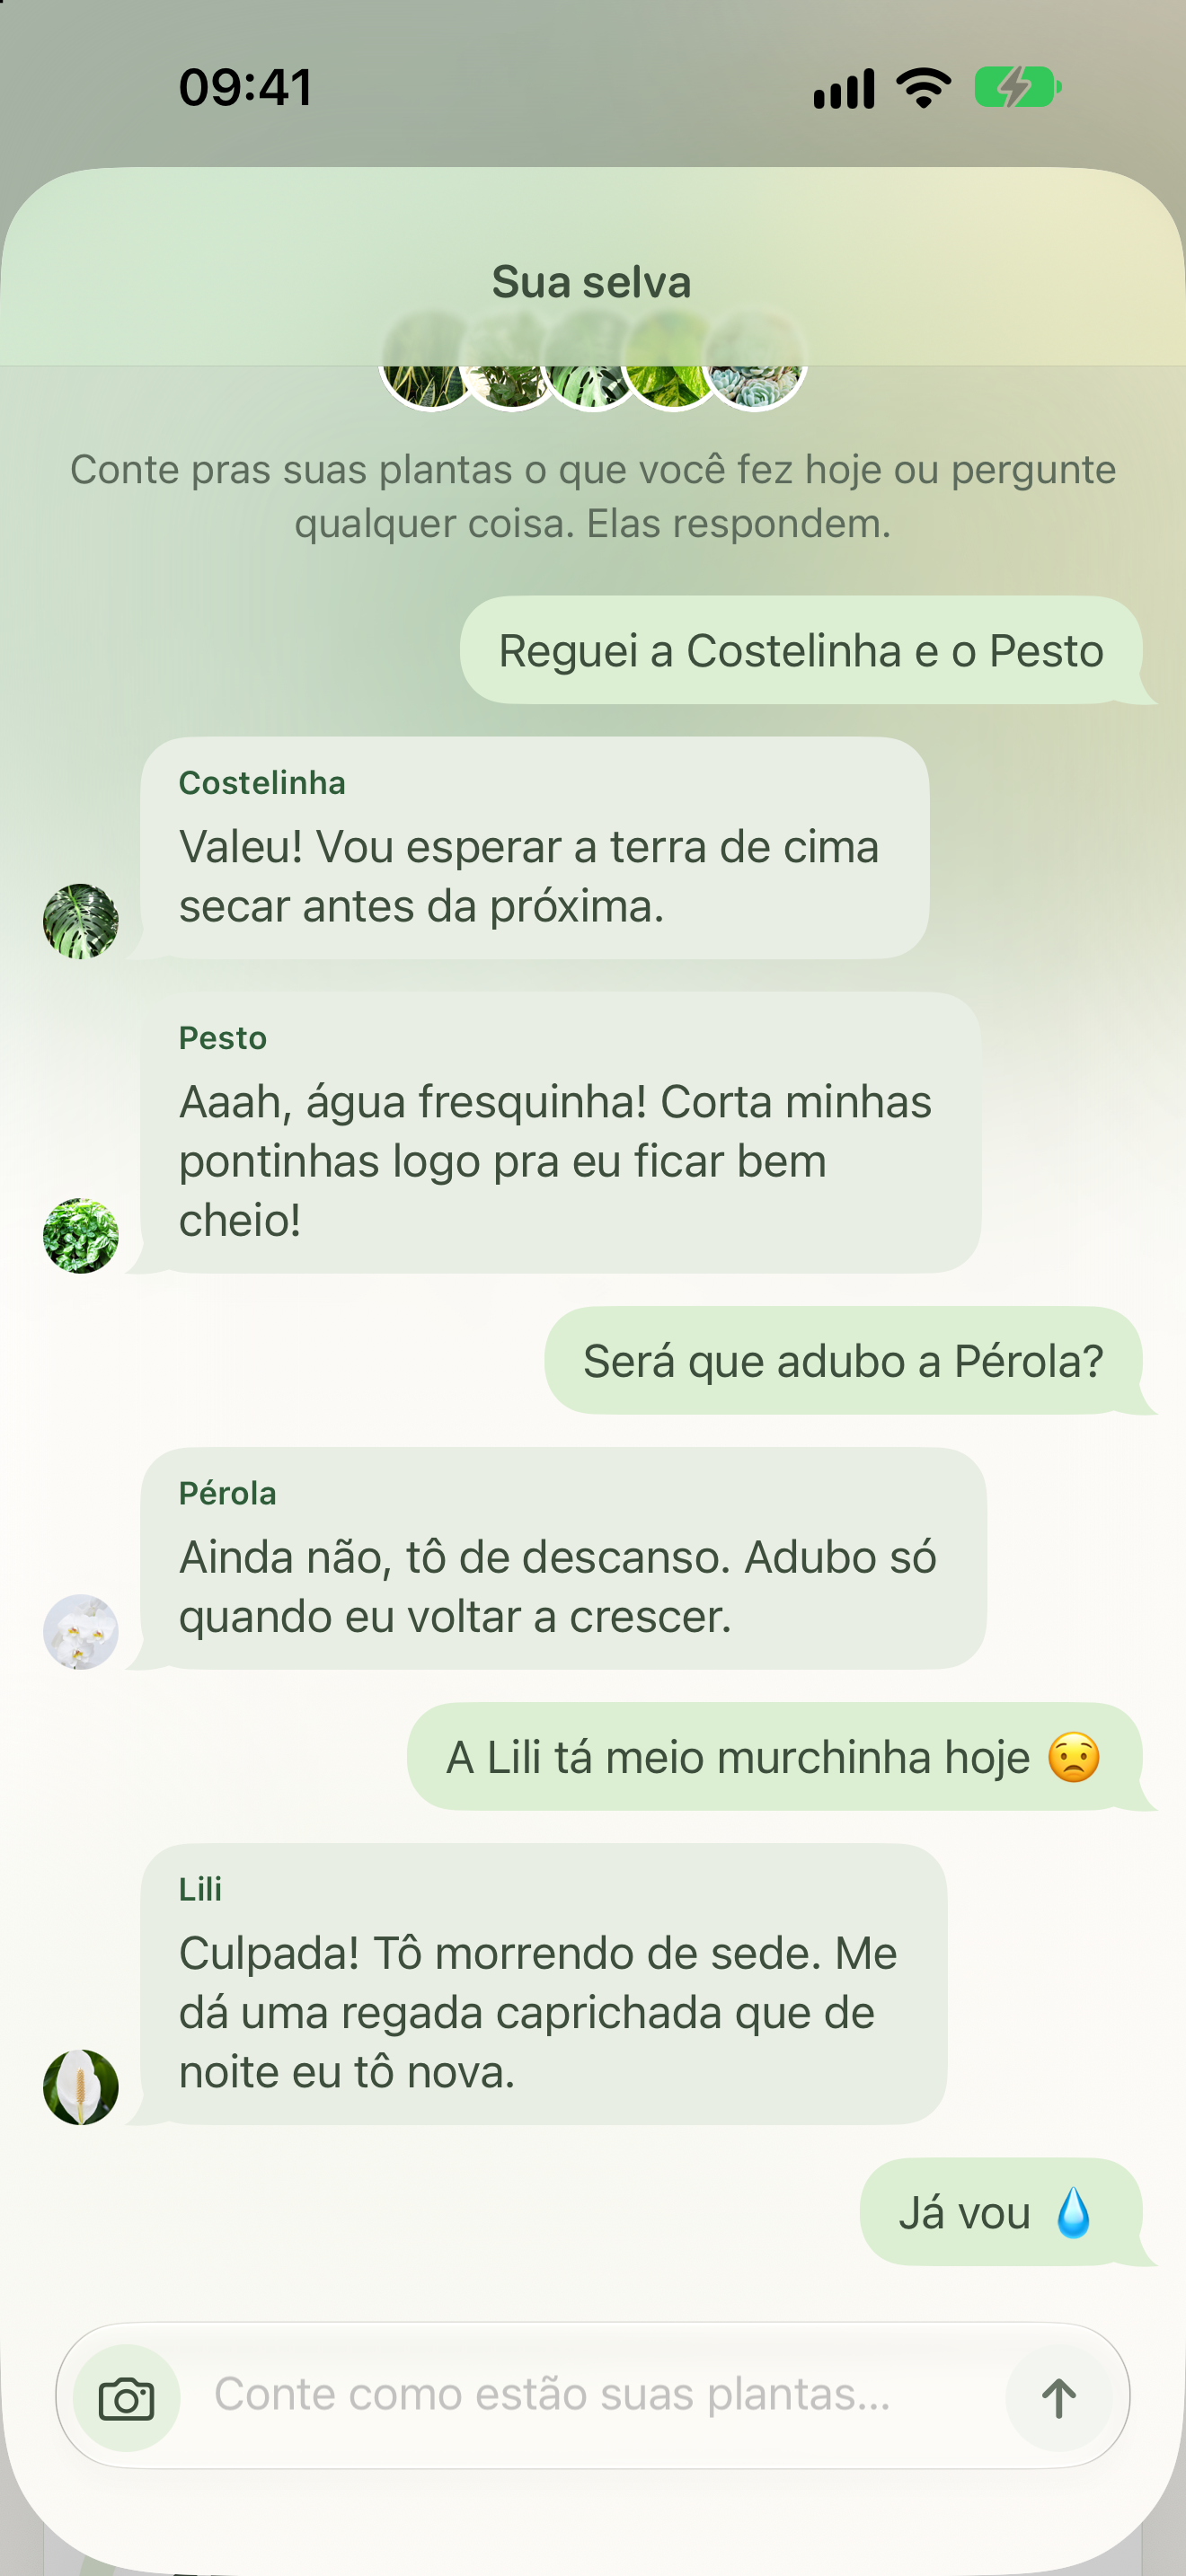 09:41
Sua selva
Conte pras suas plantas o que você fez hoje ou pergunte
qualquer coisa. Elas respondem.
Reguei a Costelinha e o Pesto
Costelinha
Valeu! Vou esperar a terra de cima
secar antes da próxima.
Pesto
Aaah, água fresquinha! Corta minhas
pontinhas logo pra eu ficar bem
cheio!
Será que adubo a Pérola?
Pérola
Ainda não, tô de descanso. Adubo só
quando eu voltar a crescer.
A Lili tá meio murchinha hoje 😟
Lili
Culpada! Tô morrendo de sede. Me
dá uma regada caprichada que de
noite eu tô nova.
Já vou 💧
Conte como estão suas plantas...